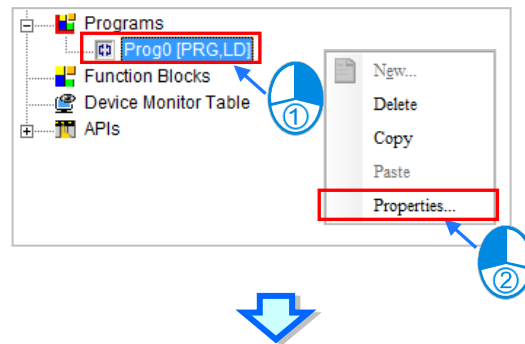 Programs
Prog0 [PRG,LD]
Function Blocks
Device Monitor Table
APIs
①
New...
Delete
Copy
Paste
Properties...
②